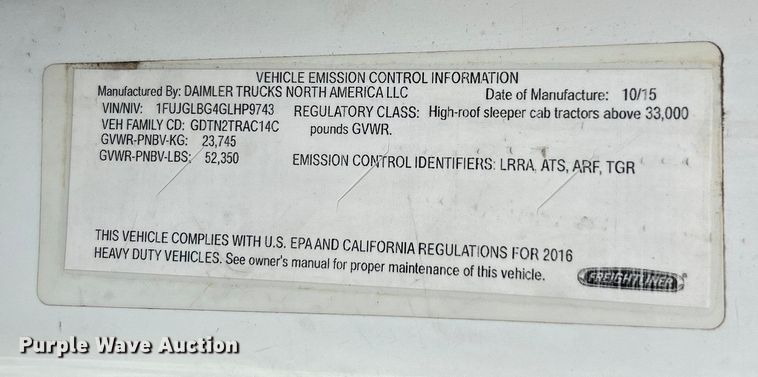 VEHICLE EMISSION CONTROL INFORMATION
Manufactured By: DAIMLER TRUCKS NORTH AMERICA LLC Date of Manufacture: 10/15
VIN/NIV: 1FUJGLBG4GLHP9743 REGULATORY CLASS: High-roof sleeper cab tractors above 33,000
VEH FAMILY CD: GDTN2TRAC14C pounds GVWR.
GVWR-PNBV-KG: 23,745
GVWR-PNBV-LBS: 52,350 EMISSION CONTROL IDENTIFIERS: LRRA, ATS, ARF, TGR
THIS VEHICLE COMPLIES WITH U.S. EPA AND CALIFORNIA REGULATIONS FOR 2016
HEAVY DUTY VEHICLES. See owner's manual for proper maintenance of this vehicle.
FREIGHTLINER
Purple Wave Auction